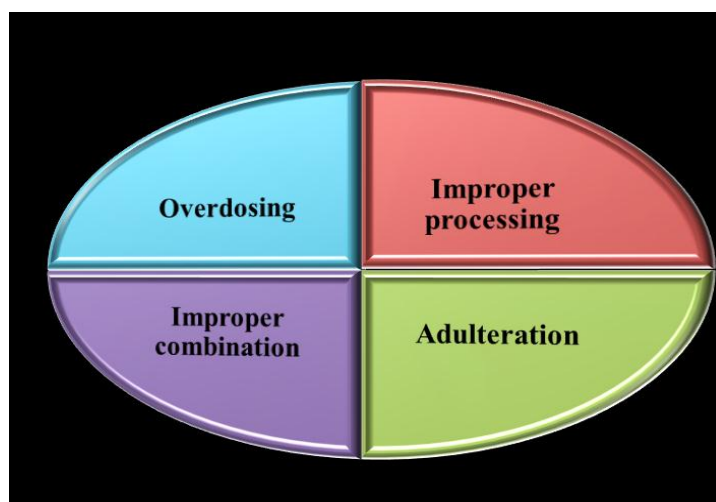 Overdosing
Improper
processing
Improper
combination
Adulteration